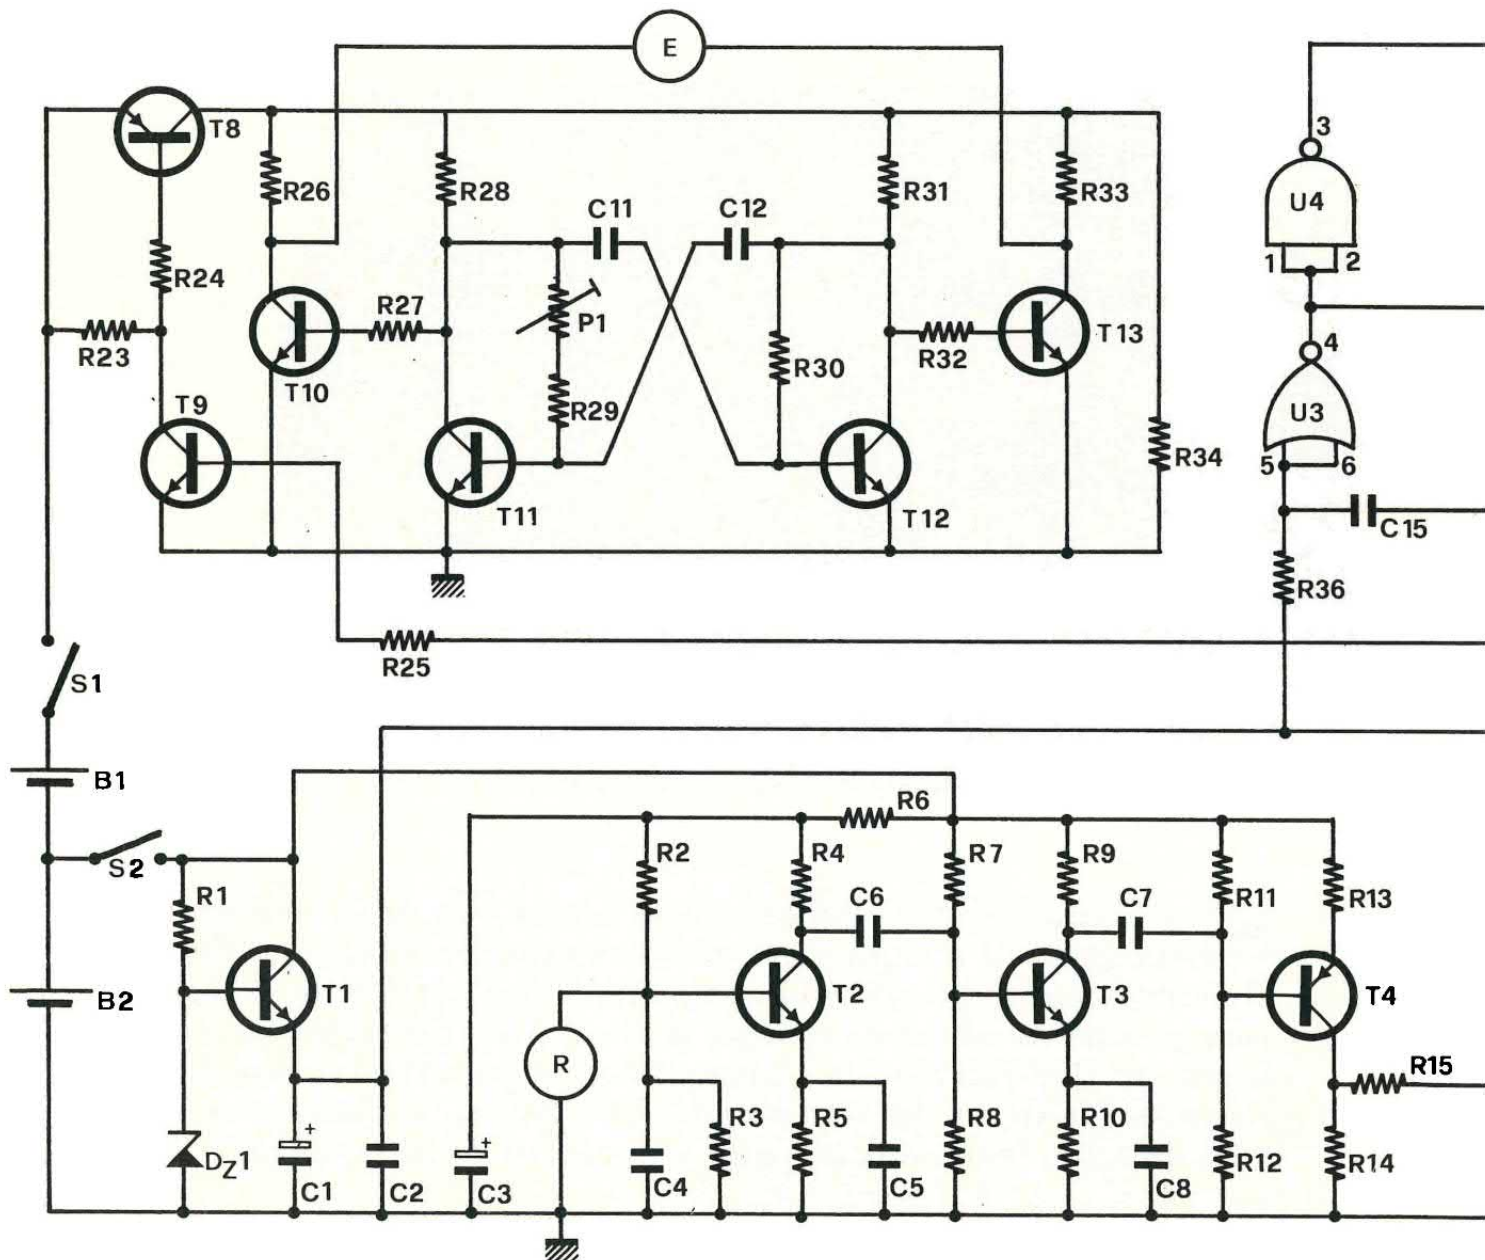 E
T8
R26
R28
C11
C12
R31
R33
3
U4
1
2
R24
R27
P1
R23
T10
R30
R32
T13
4
U3
T9
R29
5
6
R34
T11
T12
C15
R36
R25
S1
B1
R6
S2
R1
R2
R4
R7
R9
C6
C7
R11
R13
B2
T1
T2
T3
T4
R
R15
DZ1
+
C1
C2
+
C3
C4
R3
R5
C5
R8
R10
C8
R12
R14